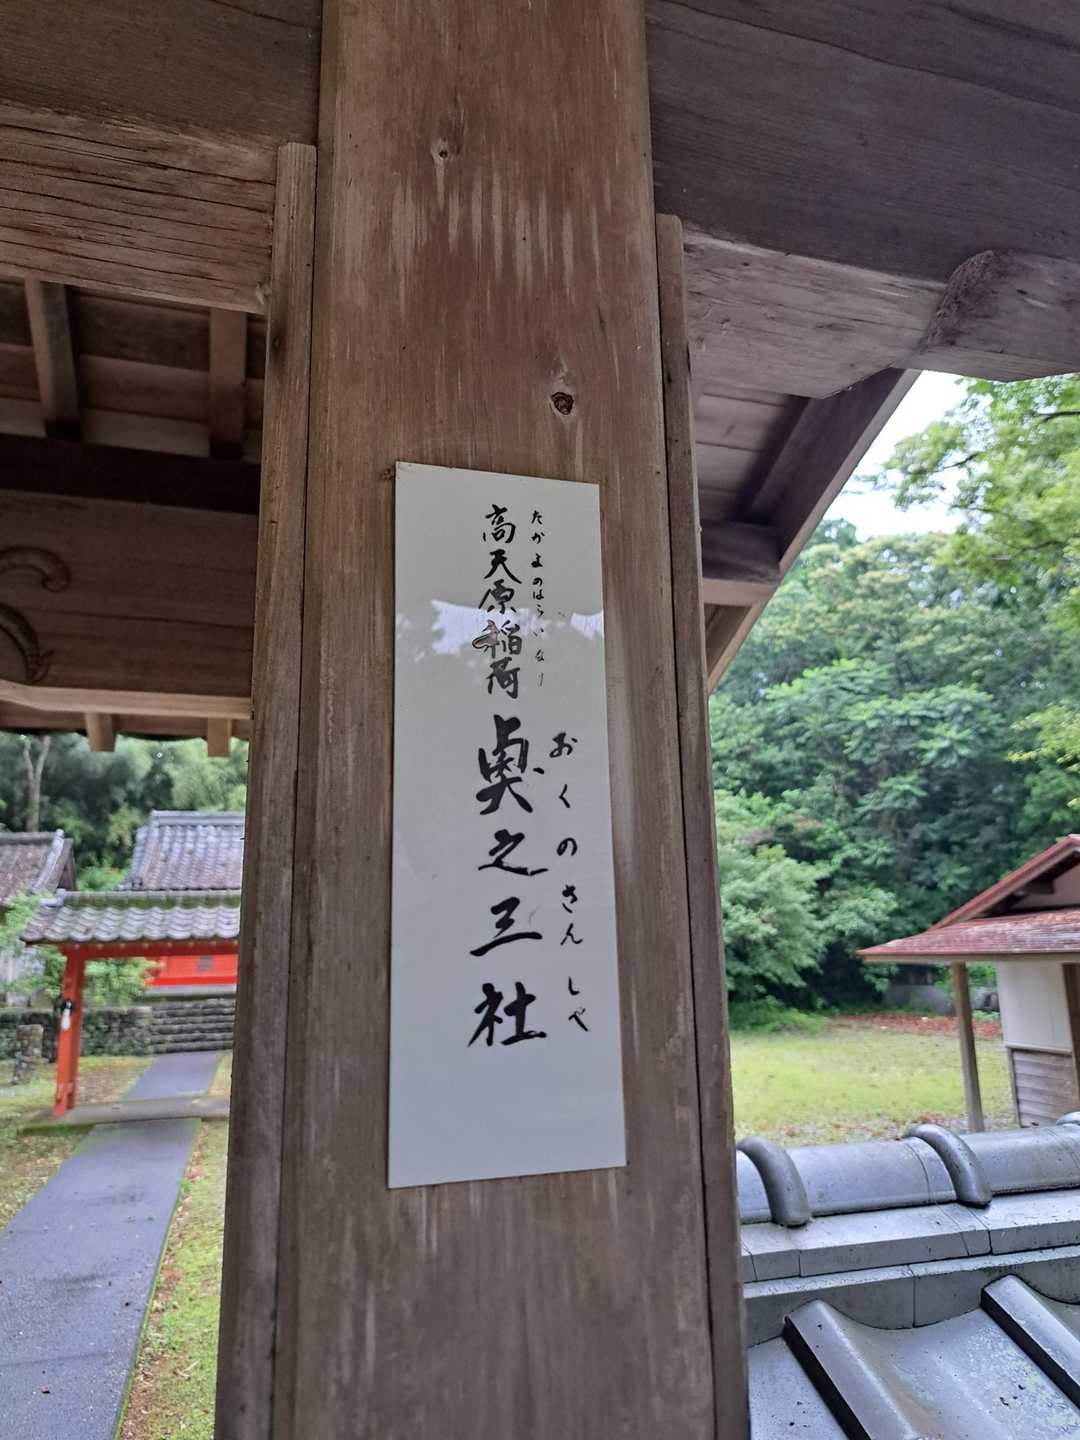 たかまのはらいなり おくのさんしや
高天原稲荷 奥之三社